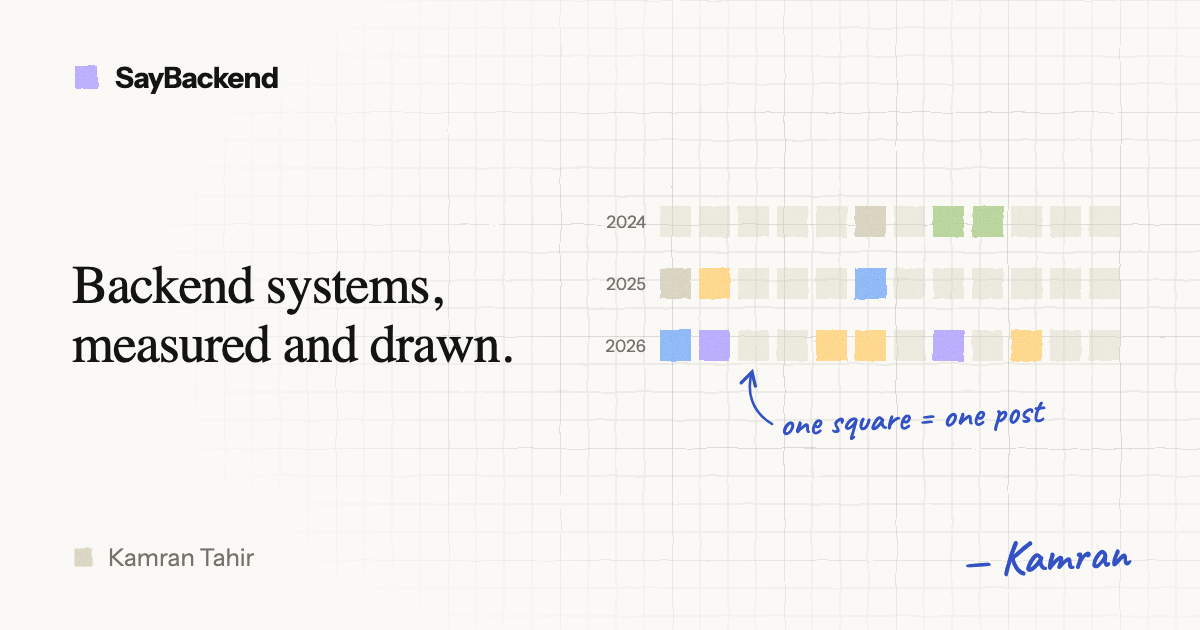 SayBackend
Backend systems,
measured and drawn.
2024
2025
2026
one square = one post
Kamran Tahir
— Kamran